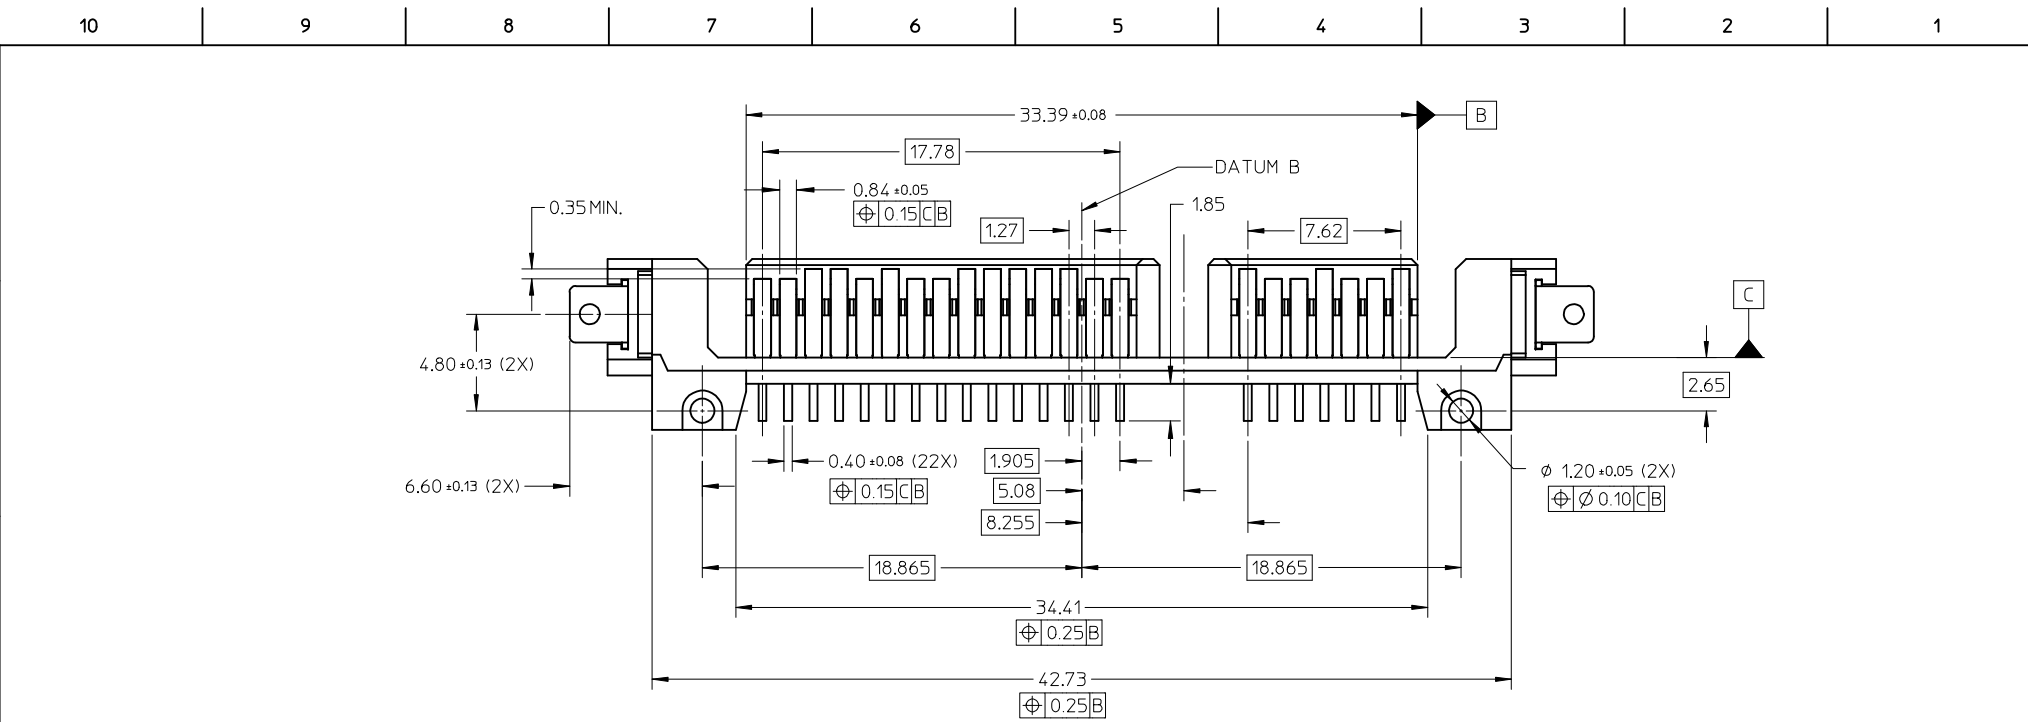 10 9 8 7 6 5 4 3 2 1
33.39 ±0.08
B
17.78
DATUM B
0.84 ±0.05
0.35 MIN.
1.85
⌖ 0.15 C B
1.27
7.62
C
4.80 ±0.13 (2X)
2.65
0.40 ±0.08 (22X)
1.905
⌀ 1.20 ±0.05 (2X)
6.60 ±0.13 (2X)
⌖ 0.15 C B
5.08
⌖ ⌀ 0.10 C B
8.255
18.865
18.865
34.41
⌖ 0.25 B
42.73
⌖ 0.25 B